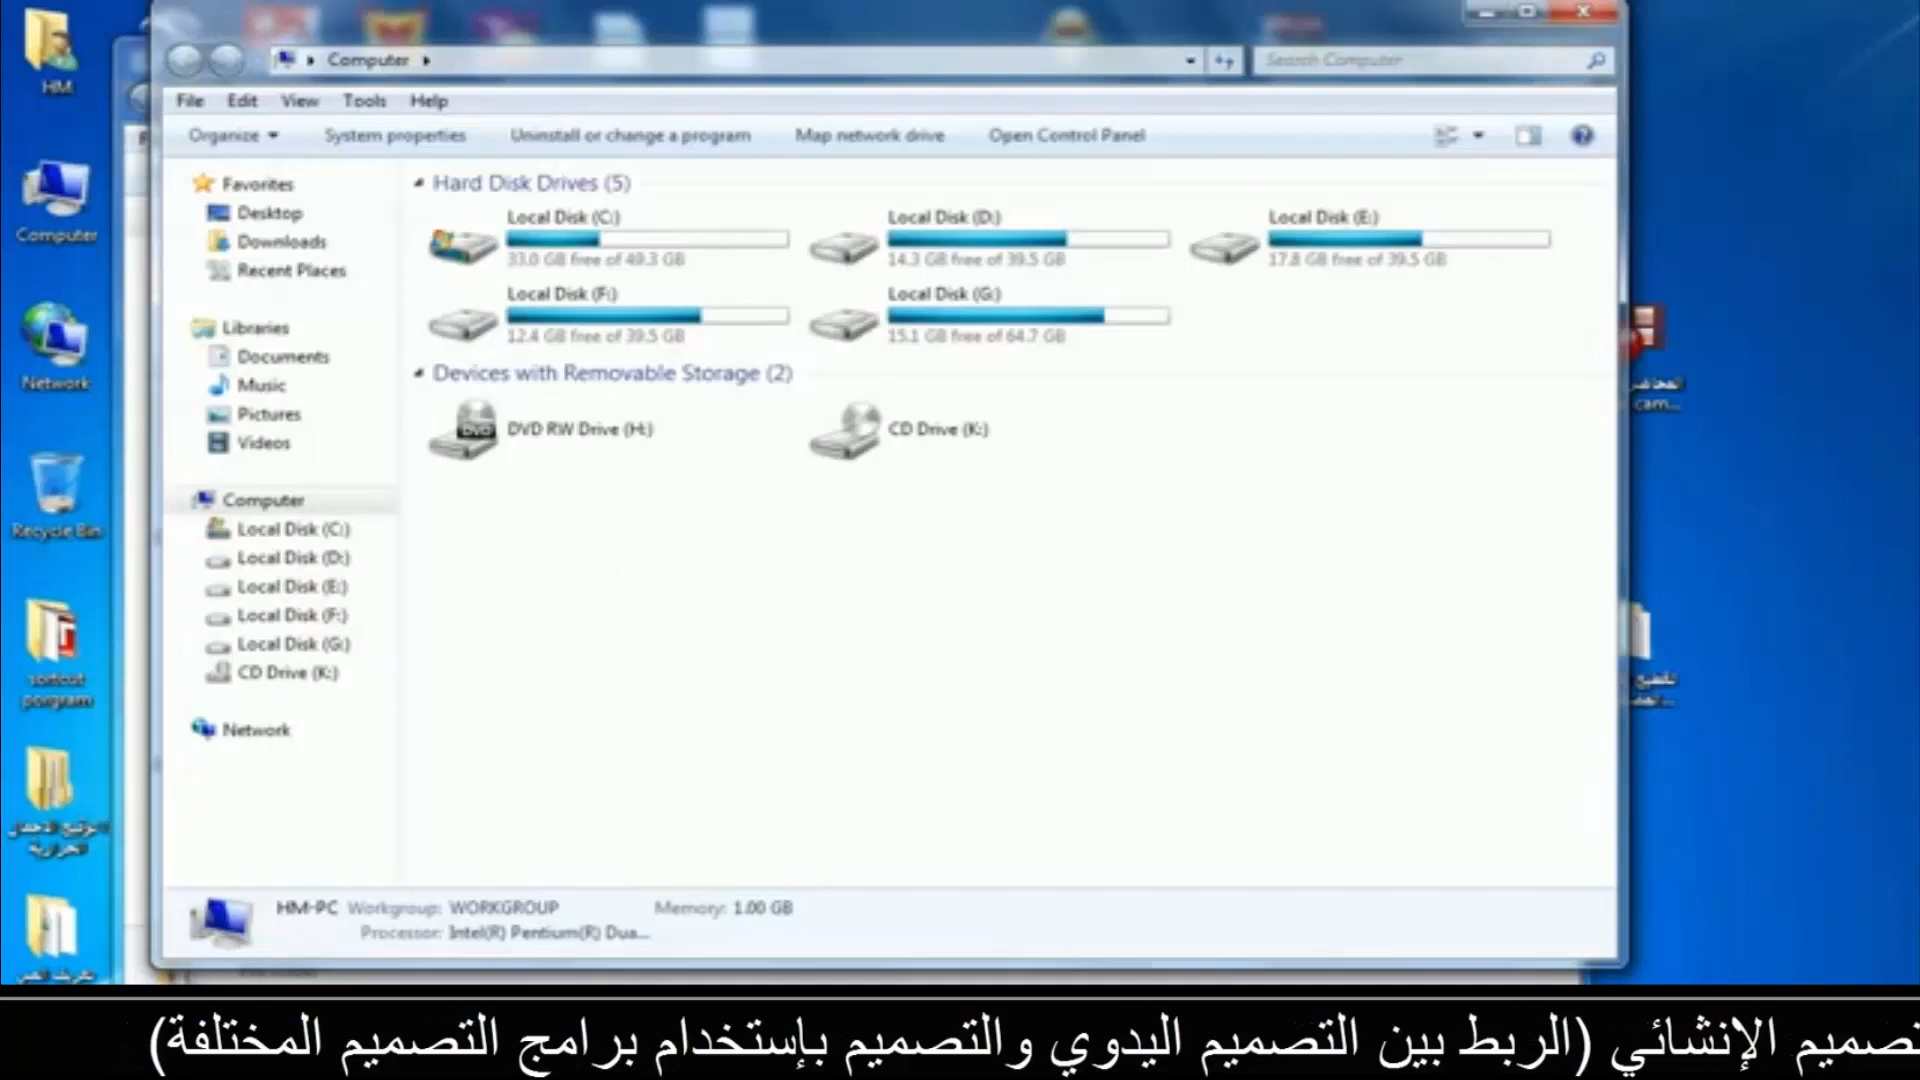 HM
Computer
Network
Recycle Bin
Computer
Search Computer
File Edit View Tools Help
Organize System properties Uninstall or change a program Map network drive Open Control Panel
Favorites
Desktop
Downloads
Recent Places
Libraries
Documents
Music
Pictures
Videos
Computer
Local Disk (C:)
Local Disk (D:)
Local Disk (E:)
Local Disk (F:)
Local Disk (G:)
CD Drive (K:)
Network
Hard Disk Drives (5)
Local Disk (C:)
33.0 GB free of 49.3 GB
Local Disk (D:)
14.3 GB free of 39.5 GB
Local Disk (E:)
17.8 GB free of 39.5 GB
Local Disk (F:)
12.4 GB free of 39.5 GB
Local Disk (G:)
15.1 GB free of 64.7 GB
Devices with Removable Storage (2)
DVD RW Drive (H:)
CD Drive (K:)
HM-PC Workgroup: WORKGROUP Memory: 1.00 GB
Processor: Intel(R) Pentium(R) Dua...
cam...
تصميم الإنشائي (الربط بين التصميم اليدوي والتصميم بإستخدام برامج التصميم المختلفة)